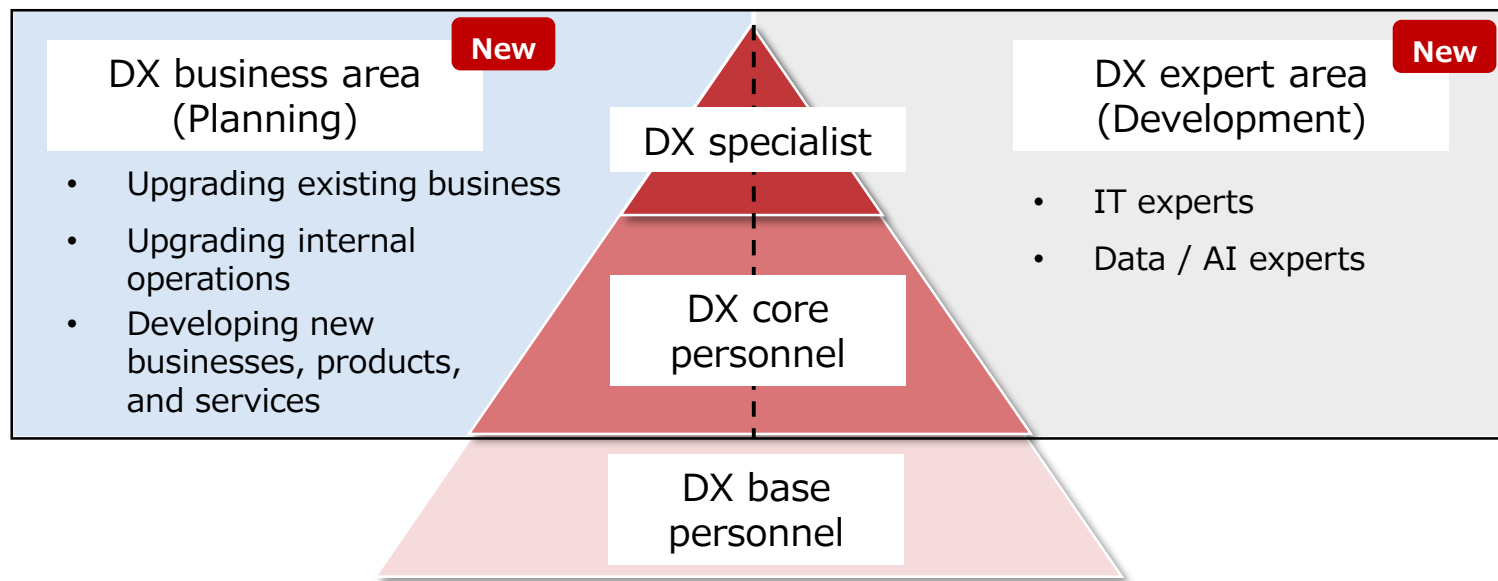 New
DX business area
(Planning)
• Upgrading existing business
• Upgrading internal
operations
• Developing new
businesses, products,
and services
DX specialist
DX core
personnel
DX base
personnel
New
DX expert area
(Development)
• IT experts
• Data / AI experts